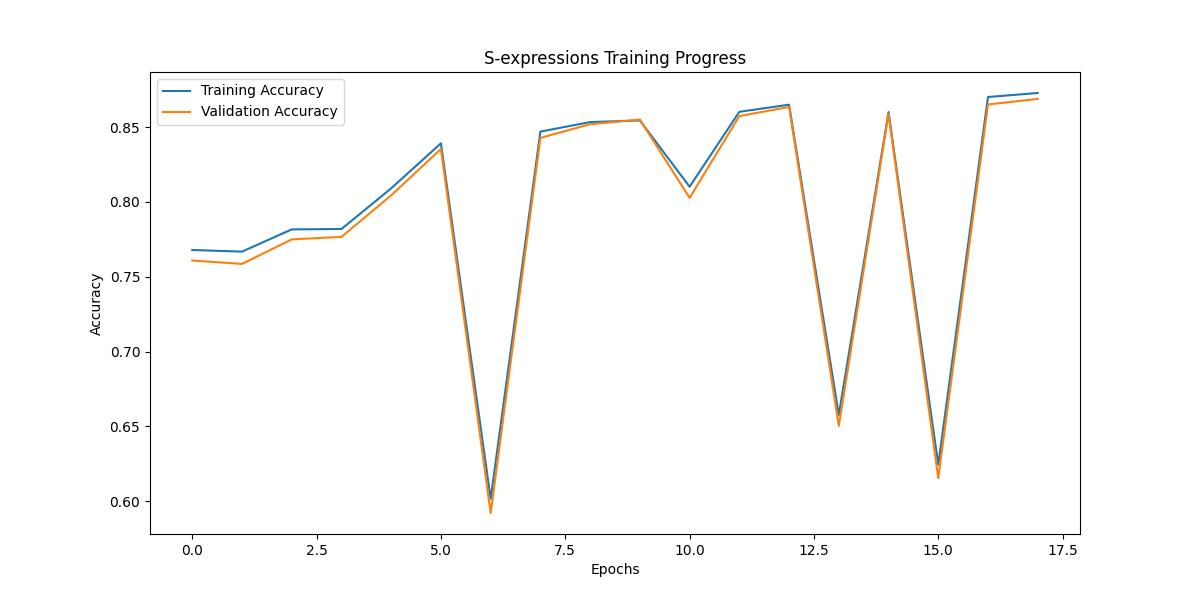 S-expressions Training Progress
Training Accuracy
Validation Accuracy
Accuracy
0.85
0.80
0.75
0.70
0.65
0.60
0.0 2.5 5.0 7.5 10.0 12.5 15.0 17.5
Epochs